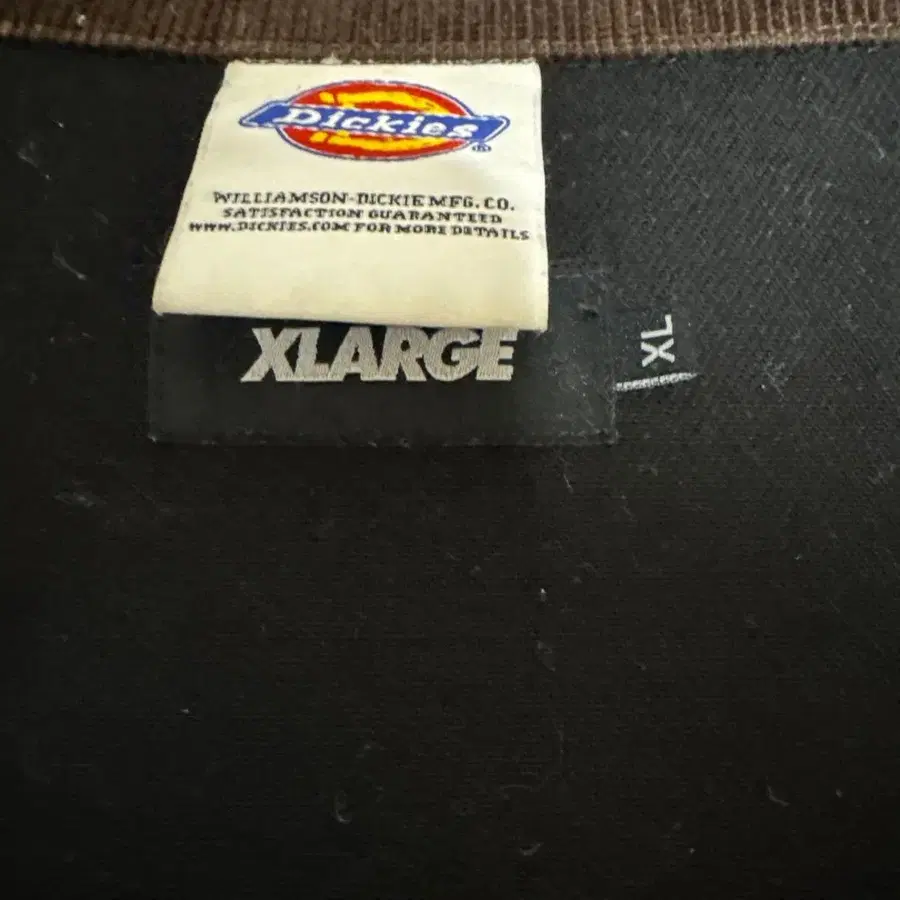 Dickies®
WILLIAMSON-DICKIE MFG. CO.
SATISFACTION GUARANTEED
WWW.DICKIES.COM FOR MORE DETAILS
XLARGE
XL